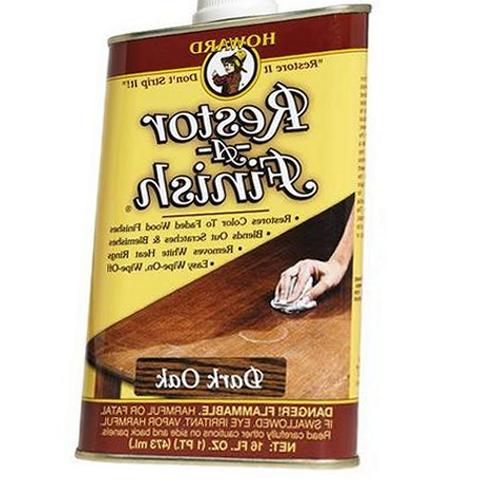 HOWARD
"Restore It Don't Strip It!"
Restor
-A-
Finish®
• Restores Color To Faded Wood Finishes
• Blends Out Scratches & Blemishes
• Removes White Heat Rings
• Easy Wipe-On, Wipe-Off
Dark Oak
DANGER! FLAMMABLE. HARMFUL OR FATAL
IF SWALLOWED. EYE IRRITANT. VAPOR HARMFUL.
Read carefully other cautions on side and back panels.
NET: 16 FL. OZ. (1 PT.) (473 mL)